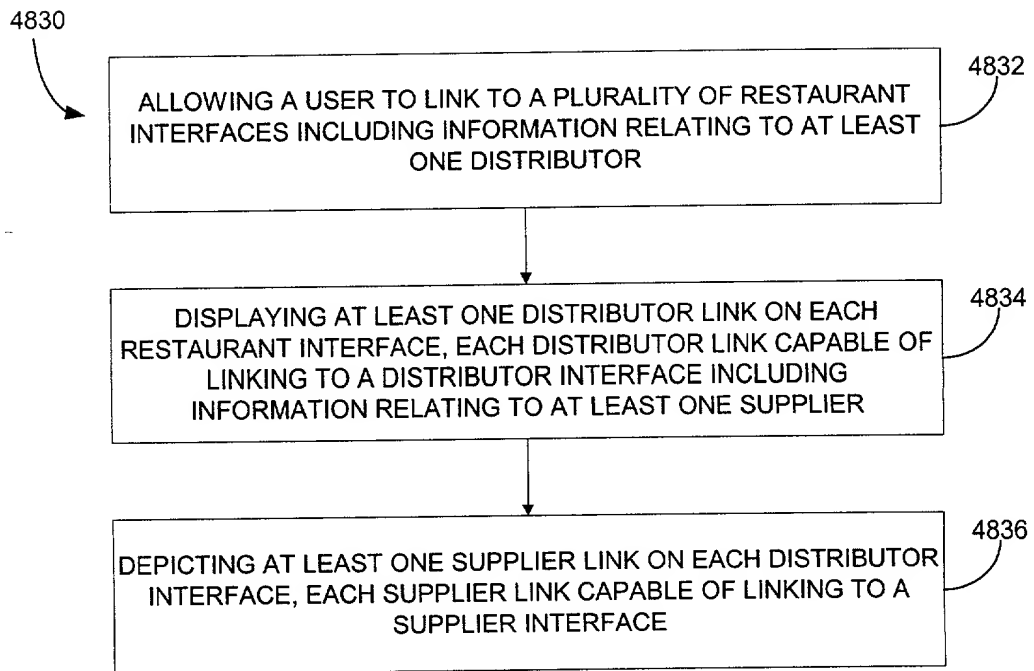 4830
4832
ALLOWING A USER TO LINK TO A PLURALITY OF RESTAURANT
INTERFACES INCLUDING INFORMATION RELATING TO AT LEAST
ONE DISTRIBUTOR
4834
DISPLAYING AT LEAST ONE DISTRIBUTOR LINK ON EACH
RESTAURANT INTERFACE, EACH DISTRIBUTOR LINK CAPABLE OF
LINKING TO A DISTRIBUTOR INTERFACE INCLUDING
INFORMATION RELATING TO AT LEAST ONE SUPPLIER
4836
DEPICTING AT LEAST ONE SUPPLIER LINK ON EACH DISTRIBUTOR
INTERFACE, EACH SUPPLIER LINK CAPABLE OF LINKING TO A
SUPPLIER INTERFACE